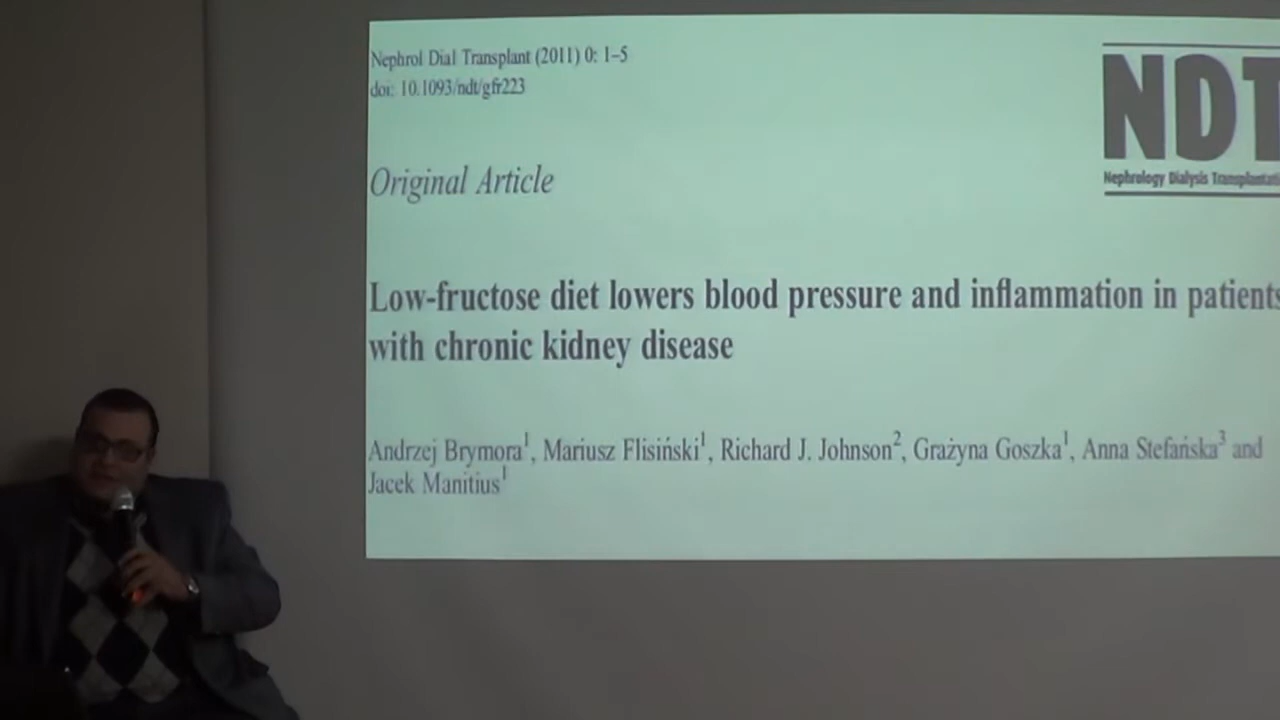 Nephrol Dial Transplant (2011) 0: 1–5
doi: 10.1093/ndt/gfr223
NDT
Nephrology Dialysis
Original Article
Low-fructose diet lowers blood pressure and inflammation in patients
with chronic kidney disease
Andrzej Brymora1, Mariusz Flisiński1, Richard J. Johnson2, Grażyna Goszka1, Anna Stefańska3 and
Jacek Manitius1